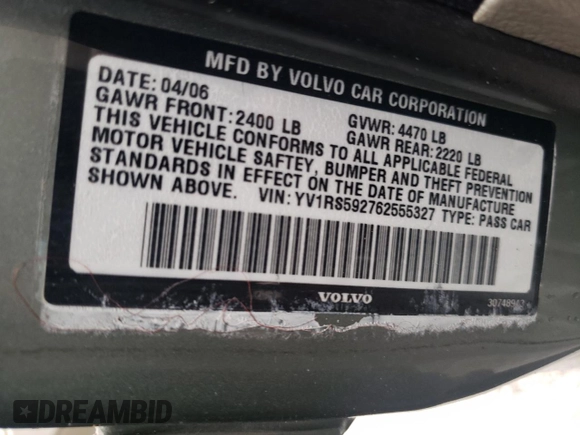 MFD BY VOLVO CAR CORPORATION
DATE: 04/06 GVWR: 4470 LB
GAWR FRONT: 2400 LB GAWR REAR: 2220 LB
THIS VEHICLE CONFORMS TO ALL APPLICABLE FEDERAL
MOTOR VEHICLE SAFTEY, BUMPER AND THEFT PREVENTION
STANDARDS IN EFFECT ON THE DATE OF MANUFACTURE
SHOWN ABOVE. VIN: YV1RS592762555327 TYPE: PASS CAR
VOLVO
DREAMBID